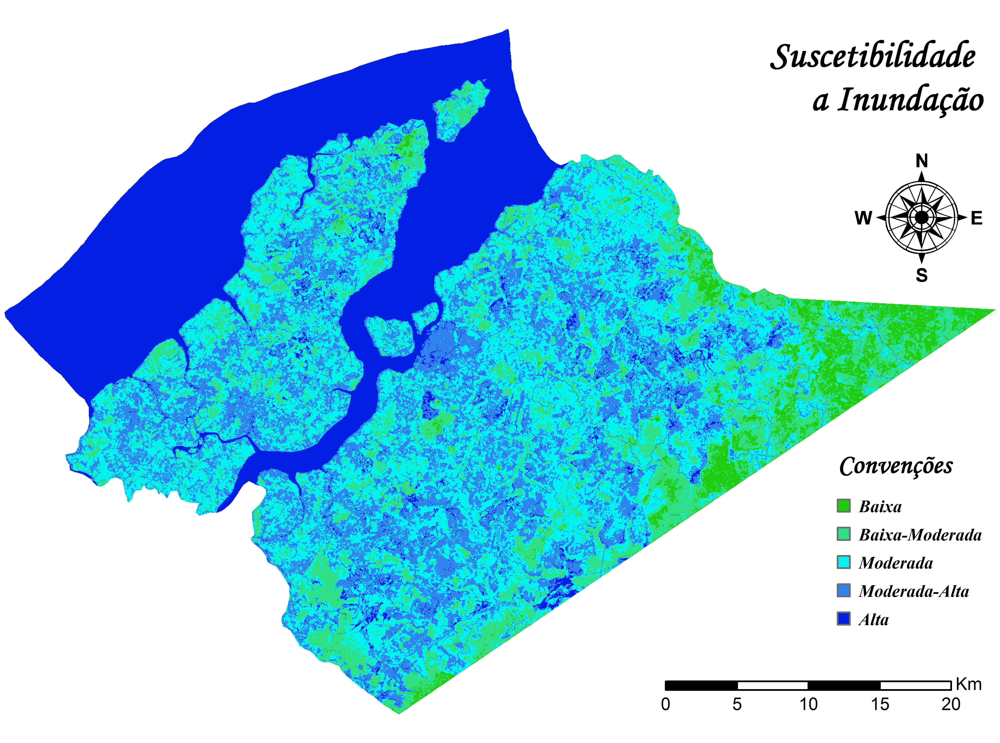 Suscetibilidade
a Inundação
N
W E
S
Convenções
Baixa
Baixa-Moderada
Moderada
Moderada-Alta
Alta
Km
0 5 10 15 20